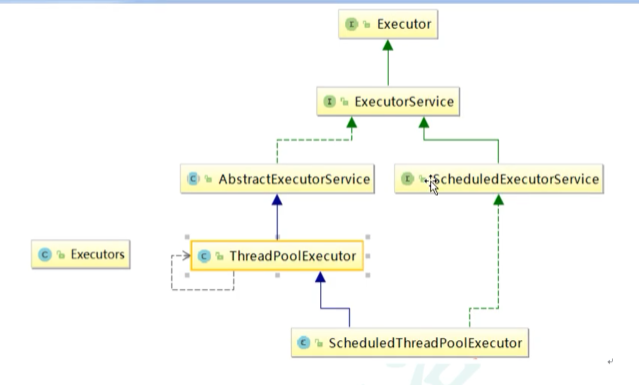 Executor
ExecutorService
AbstractExecutorService
ScheduledExecutorService
Executors
ThreadPoolExecutor
ScheduledThreadPoolExecutor